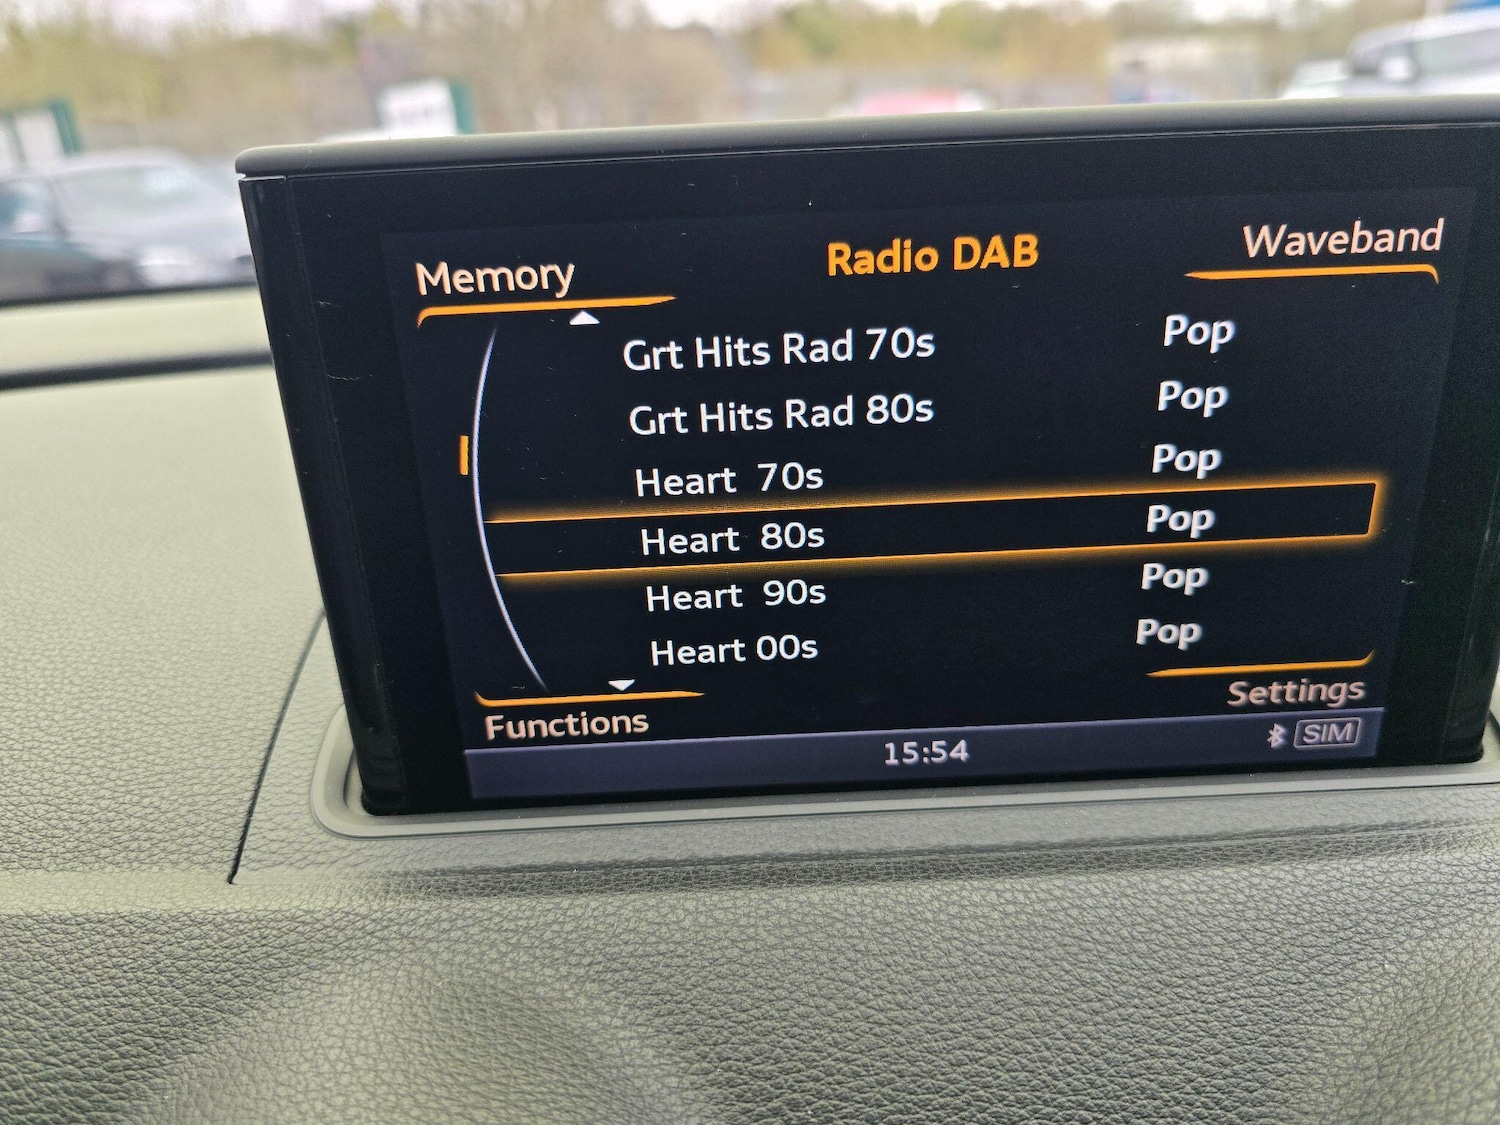 Memory Radio DAB Waveband
Grt Hits Rad 70s Pop
Grt Hits Rad 80s Pop
Heart 70s Pop
Heart 80s Pop
Heart 90s Pop
Heart 00s Pop
Functions Settings
15:54 SIM